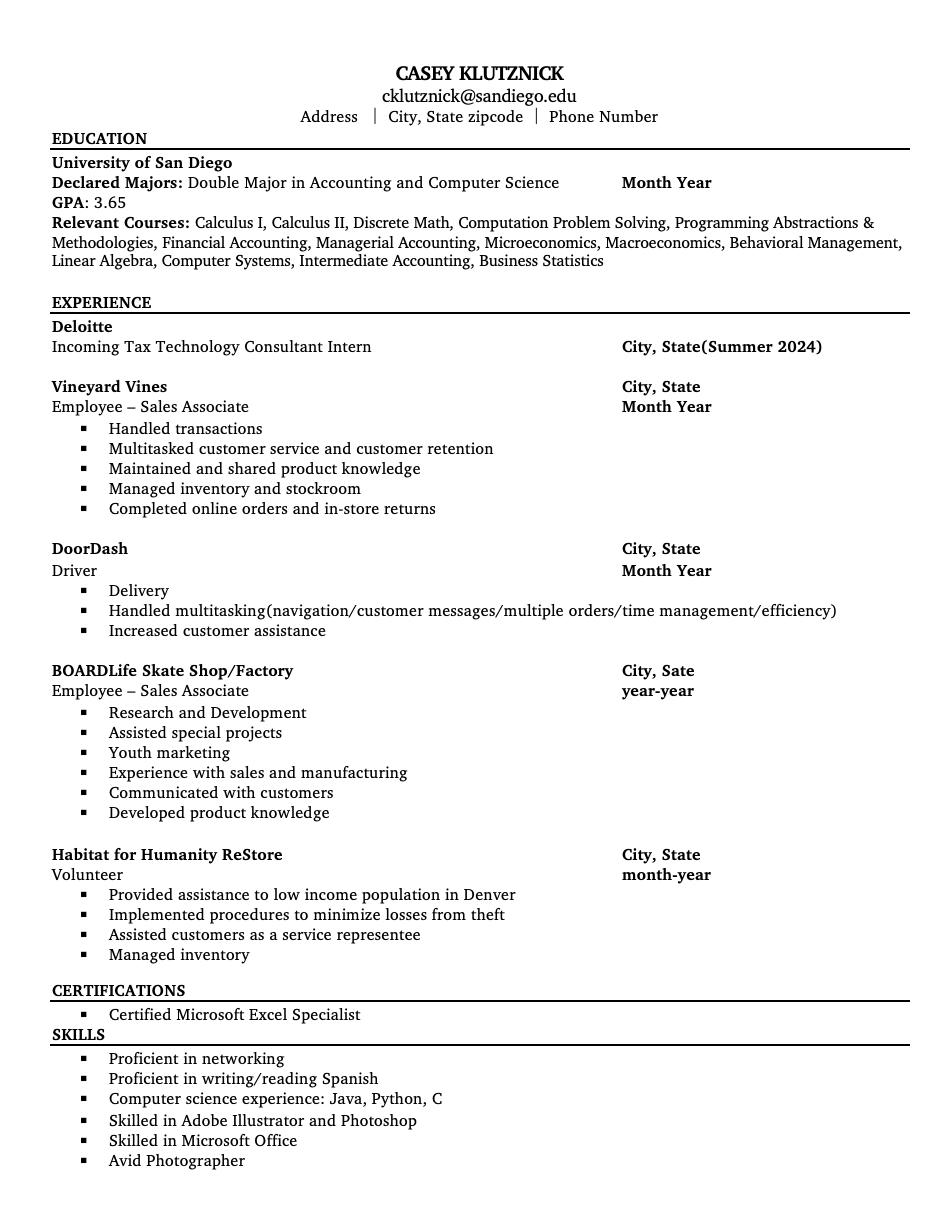 CASEY KLUTZNICK
cklutznick@sandiego.edu
Address | City, State zipcode | Phone Number
EDUCATION
University of San Diego
Declared Majors: Double Major in Accounting and Computer Science Month Year
GPA: 3.65
Relevant Courses: Calculus I, Calculus II, Discrete Math, Computation Problem Solving, Programming Abstractions &
Methodologies, Financial Accounting, Managerial Accounting, Microeconomics, Macroeconomics, Behavioral Management,
Linear Algebra, Computer Systems, Intermediate Accounting, Business Statistics
EXPERIENCE
Deloitte
Incoming Tax Technology Consultant Intern City, State(Summer 2024)
Vineyard Vines City, State
Employee – Sales Associate Month Year
▪ Handled transactions
▪ Multitasked customer service and customer retention
▪ Maintained and shared product knowledge
▪ Managed inventory and stockroom
▪ Completed online orders and in-store returns
DoorDash City, State
Driver Month Year
▪ Delivery
▪ Handled multitasking(navigation/customer messages/multiple orders/time management/efficiency)
▪ Increased customer assistance
BOARDLife Skate Shop/Factory City, Sate
Employee – Sales Associate year-year
▪ Research and Development
▪ Assisted special projects
▪ Youth marketing
▪ Experience with sales and manufacturing
▪ Communicated with customers
▪ Developed product knowledge
Habitat for Humanity ReStore City, State
Volunteer month-year
▪ Provided assistance to low income population in Denver
▪ Implemented procedures to minimize losses from theft
▪ Assisted customers as a service representee
▪ Managed inventory
CERTIFICATIONS
▪ Certified Microsoft Excel Specialist
SKILLS
▪ Proficient in networking
▪ Proficient in writing/reading Spanish
▪ Computer science experience: Java, Python, C
▪ Skilled in Adobe Illustrator and Photoshop
▪ Skilled in Microsoft Office
▪ Avid Photographer